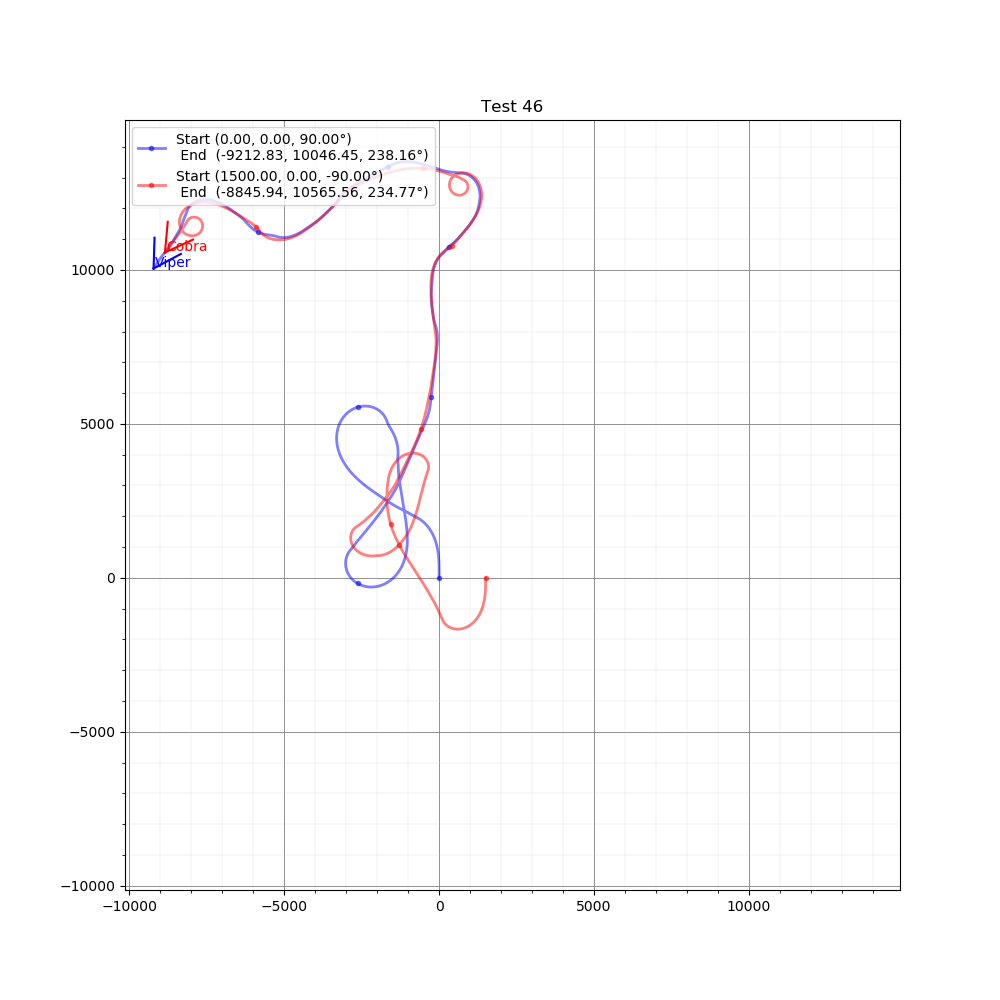 Test 46
Start (0.00, 0.00, 90.00°)
End  (-9212.83, 10046.45, 238.16°)
Start (1500.00, 0.00, -90.00°)
End  (-8845.94, 10565.56, 234.77°)
Cobra
Viper
10000
5000
0
−5000
−10000
−10000 −5000 0 5000 10000